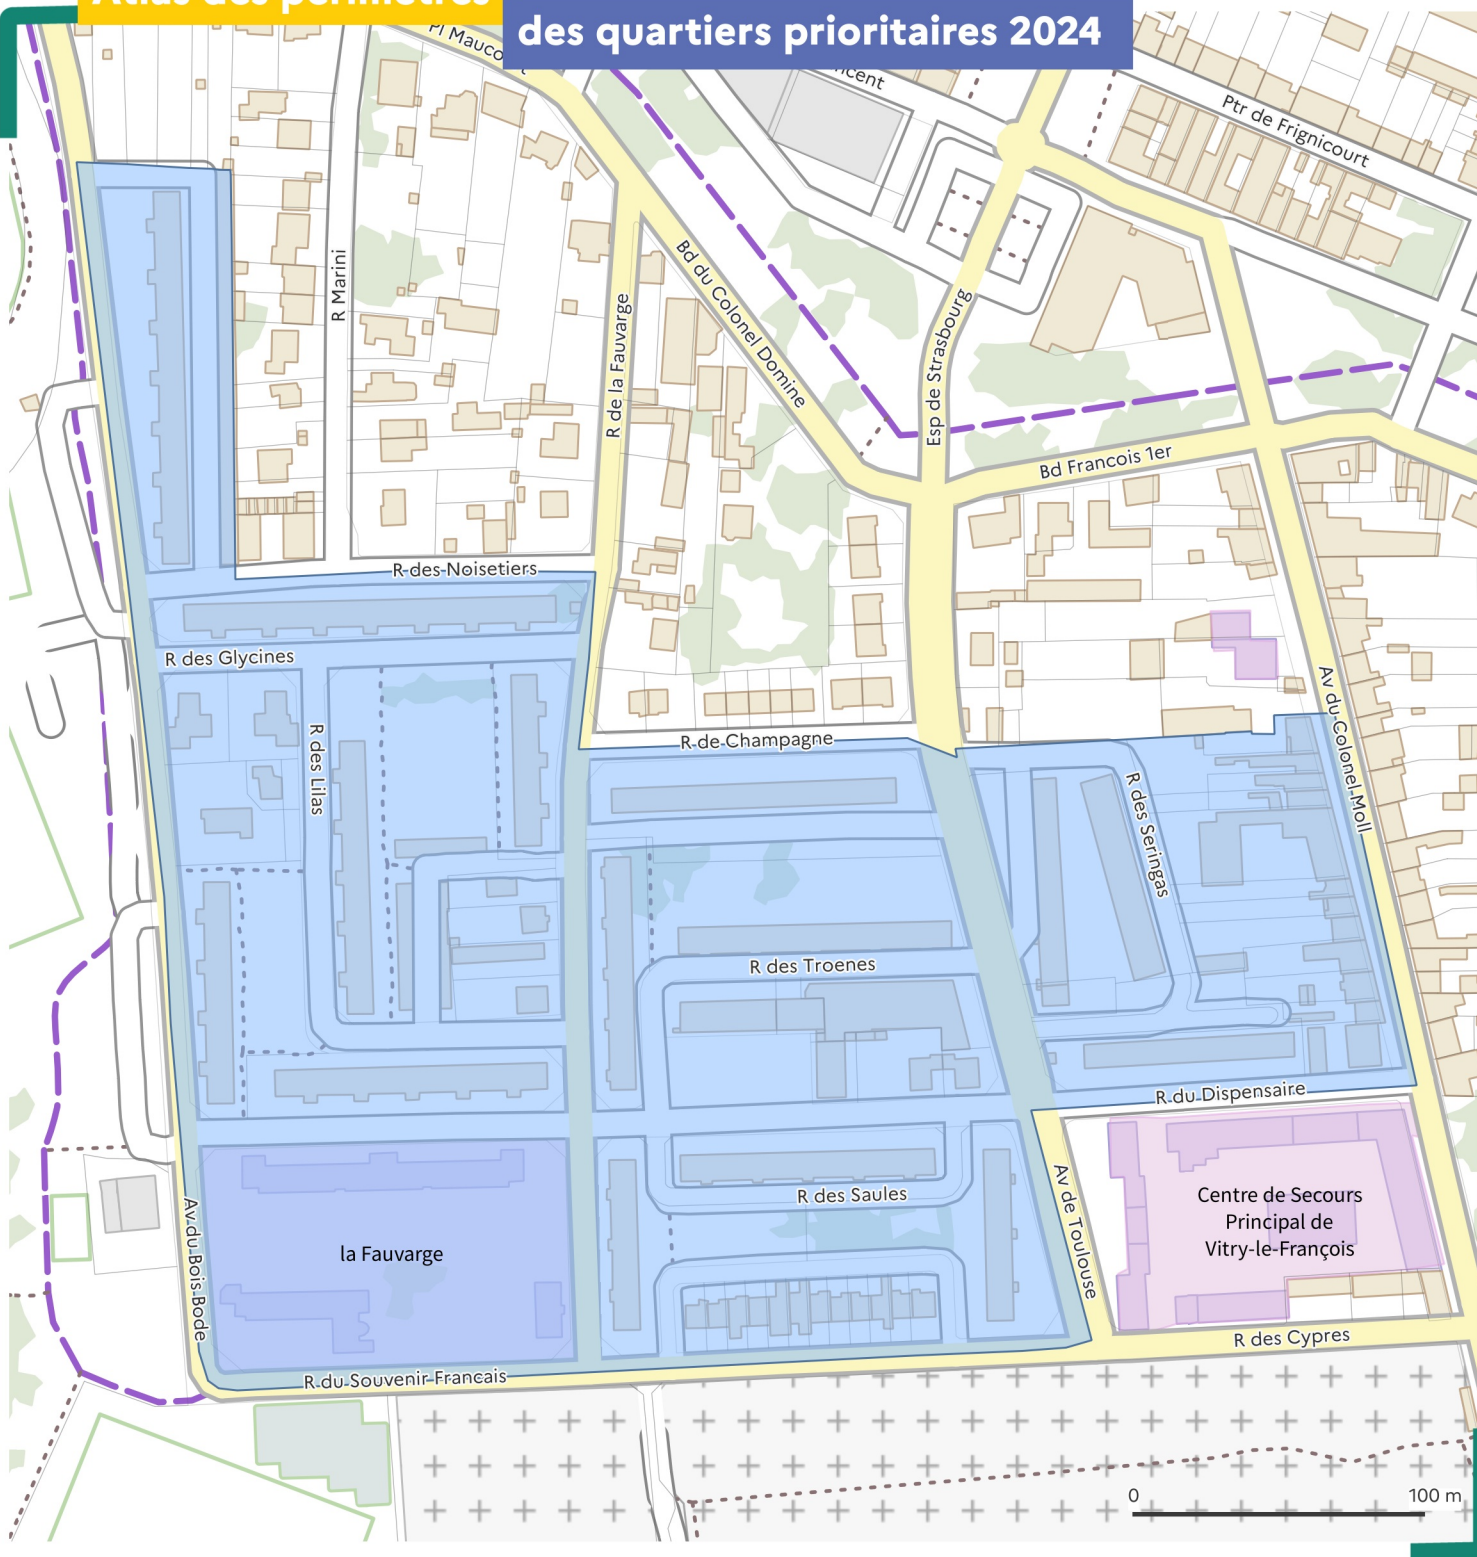 Atlas des périmètres
des quartiers prioritaires 2024
Pl Mauco
Ptr de Frignicourt
R Marini
R de la Fauvarge
Bd du Colonel Domine
Esp de Strasbourg
Bd Francois 1er
R des Noisetiers
R des Glycines
R des Lilas
R de Champagne
R des Seringas
Av du Colonel Moll
R des Troenes
R du Dispensaire
R des Saules
Av de Toulouse
Centre de Secours
Principal de
Vitry-le-François
la Fauvarge
Av du Bois Bode
R des Cypres
R du Souvenir Francais
0 100 m